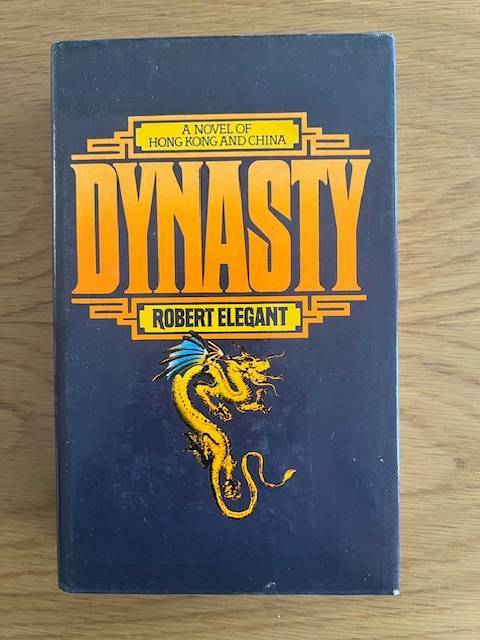 A NOVEL OF
HONG KONG AND CHINA
DYNASTY
ROBERT ELEGANT